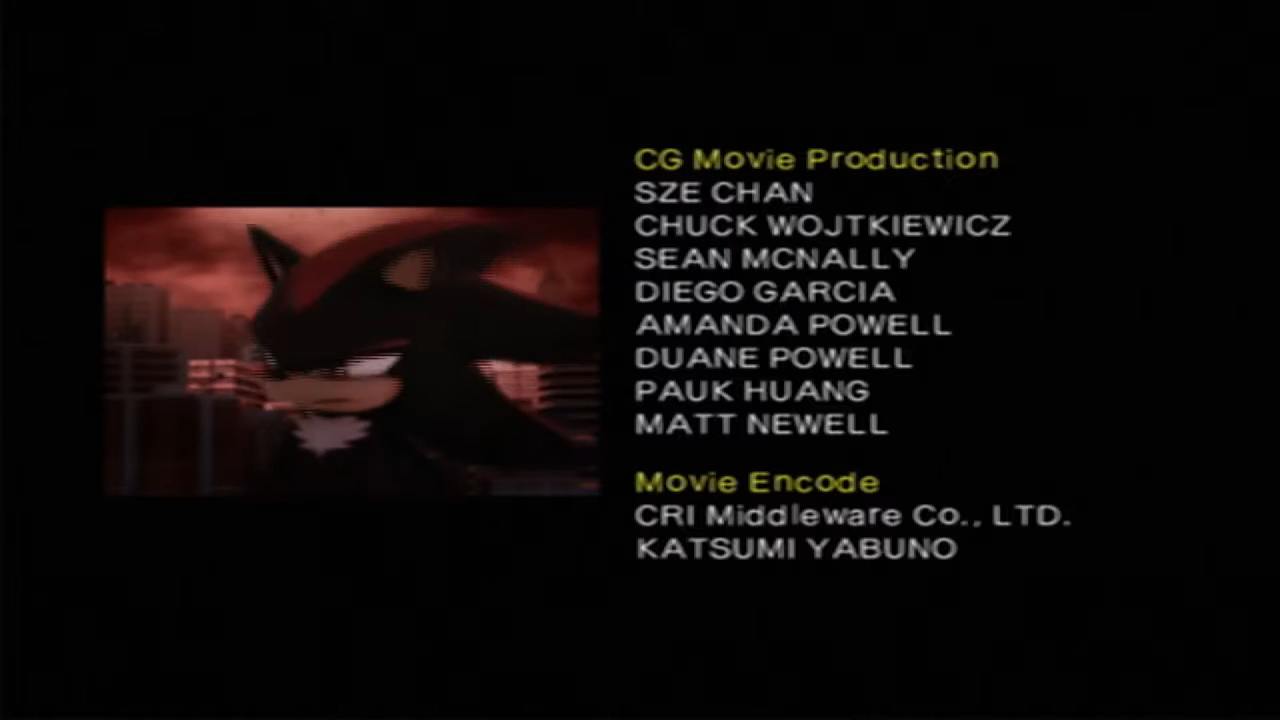 CG Movie Production
SZE CHAN
CHUCK WOJTKIEWICZ
SEAN MCNALLY
DIEGO GARCIA
AMANDA POWELL
DUANE POWELL
PAUK HUANG
MATT NEWELL
Movie Encode
CRI Middleware Co., LTD.
KATSUMI YABUNO